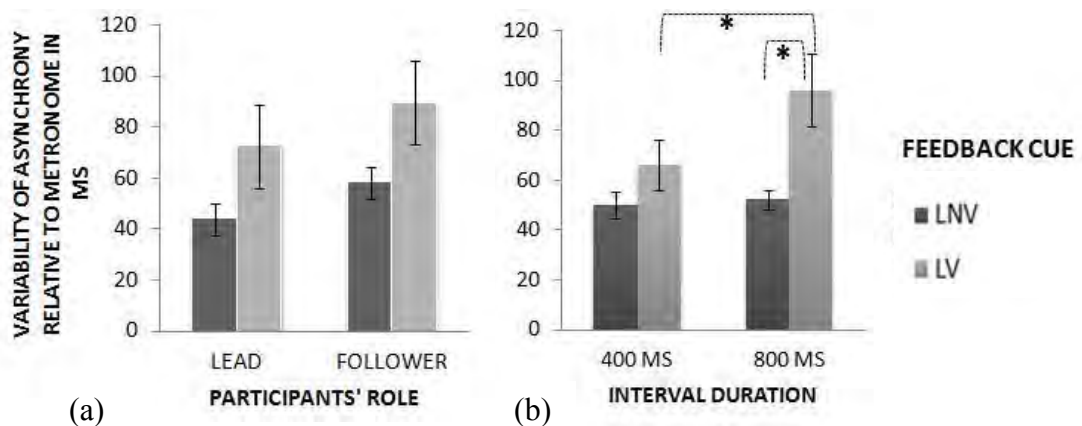 VARIABILITY OF ASYNCHRONY
RELATIVE TO METRONOME IN
MS
120
100
80
60
40
20
0
LEAD FOLLOWER
PARTICIPANTS' ROLE
(a)
120
100
80
60
40
20
0
*
*
400 MS 800 MS
INTERVAL DURATION
(b)
FEEDBACK CUE
LNV
LV